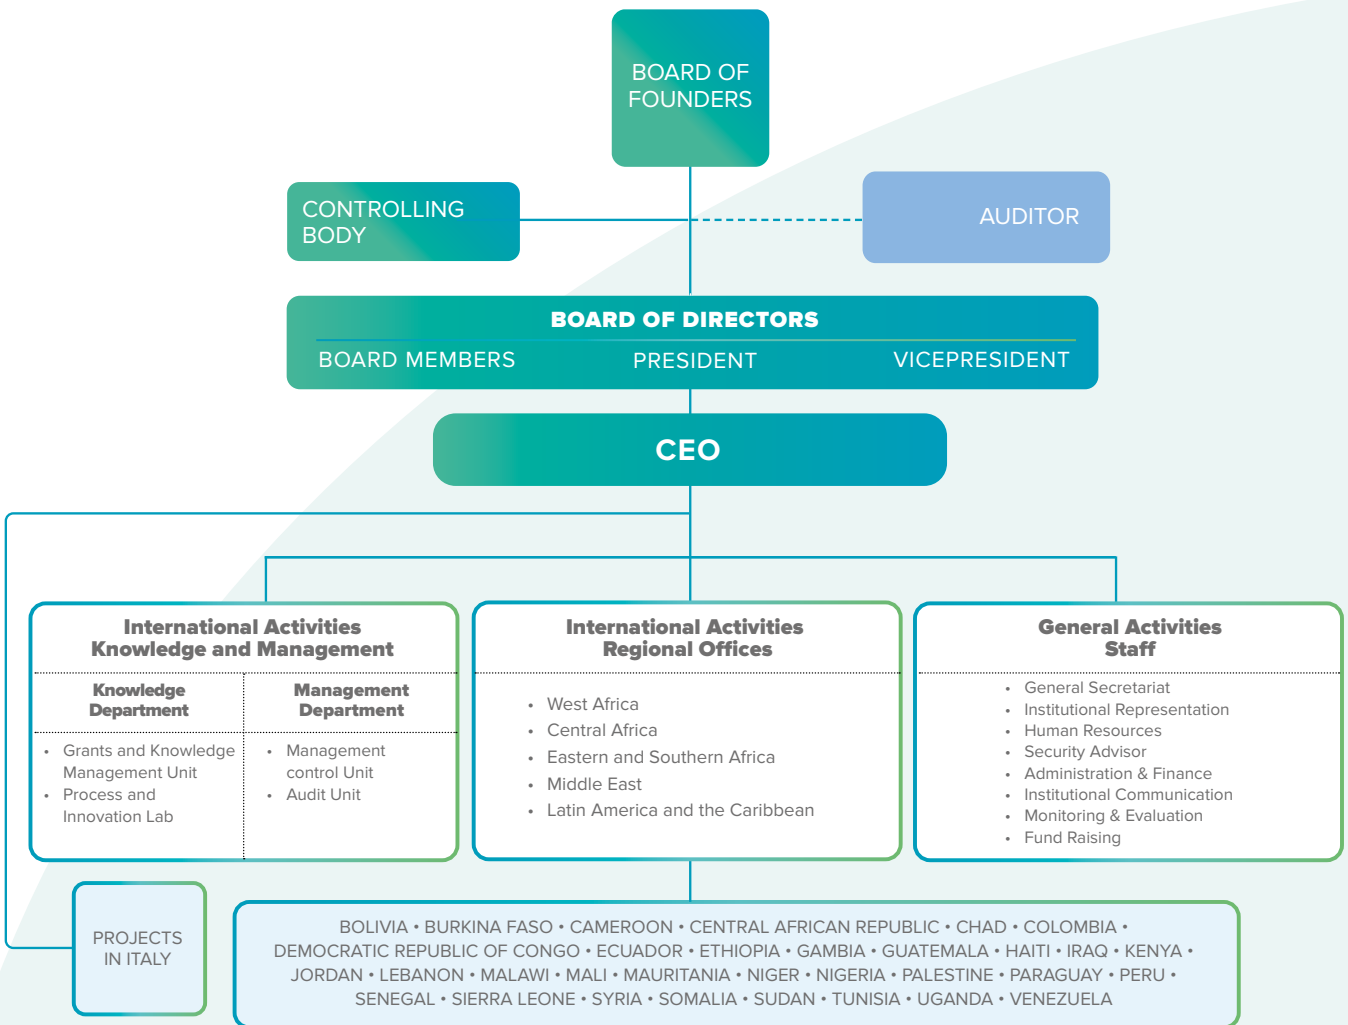 BOARD OF
FOUNDERS
CONTROLLING
BODY
AUDITOR
BOARD OF DIRECTORS
BOARD MEMBERS
PRESIDENT
VICEPRESIDENT
CEO
International Activities
Knowledge and Management
Knowledge
Department
• Grants and Knowledge
Management Unit
• Process and
Innovation Lab
Management
Department
• Management
control Unit
• Audit Unit
International Activities
Regional Offices
• West Africa
• Central Africa
• Eastern and Southern Africa
• Middle East
• Latin America and the Caribbean
General Activities
Staff
• General Secretariat
• Institutional Representation
• Human Resources
• Security Advisor
• Administration & Finance
• Institutional Communication
• Monitoring & Evaluation
• Fund Raising
PROJECTS
IN ITALY
BOLIVIA • BURKINA FASO • CAMEROON • CENTRAL AFRICAN REPUBLIC • CHAD • COLOMBIA •
DEMOCRATIC REPUBLIC OF CONGO • ECUADOR • ETHIOPIA • GAMBIA • GUATEMALA • HAITI • IRAQ • KENYA •
JORDAN • LEBANON • MALAWI • MALI • MAURITANIA • NIGER • NIGERIA • PALESTINE • PARAGUAY • PERU •
SENEGAL • SIERRA LEONE • SYRIA • SOMALIA • SUDAN • TUNISIA • UGANDA • VENEZUELA